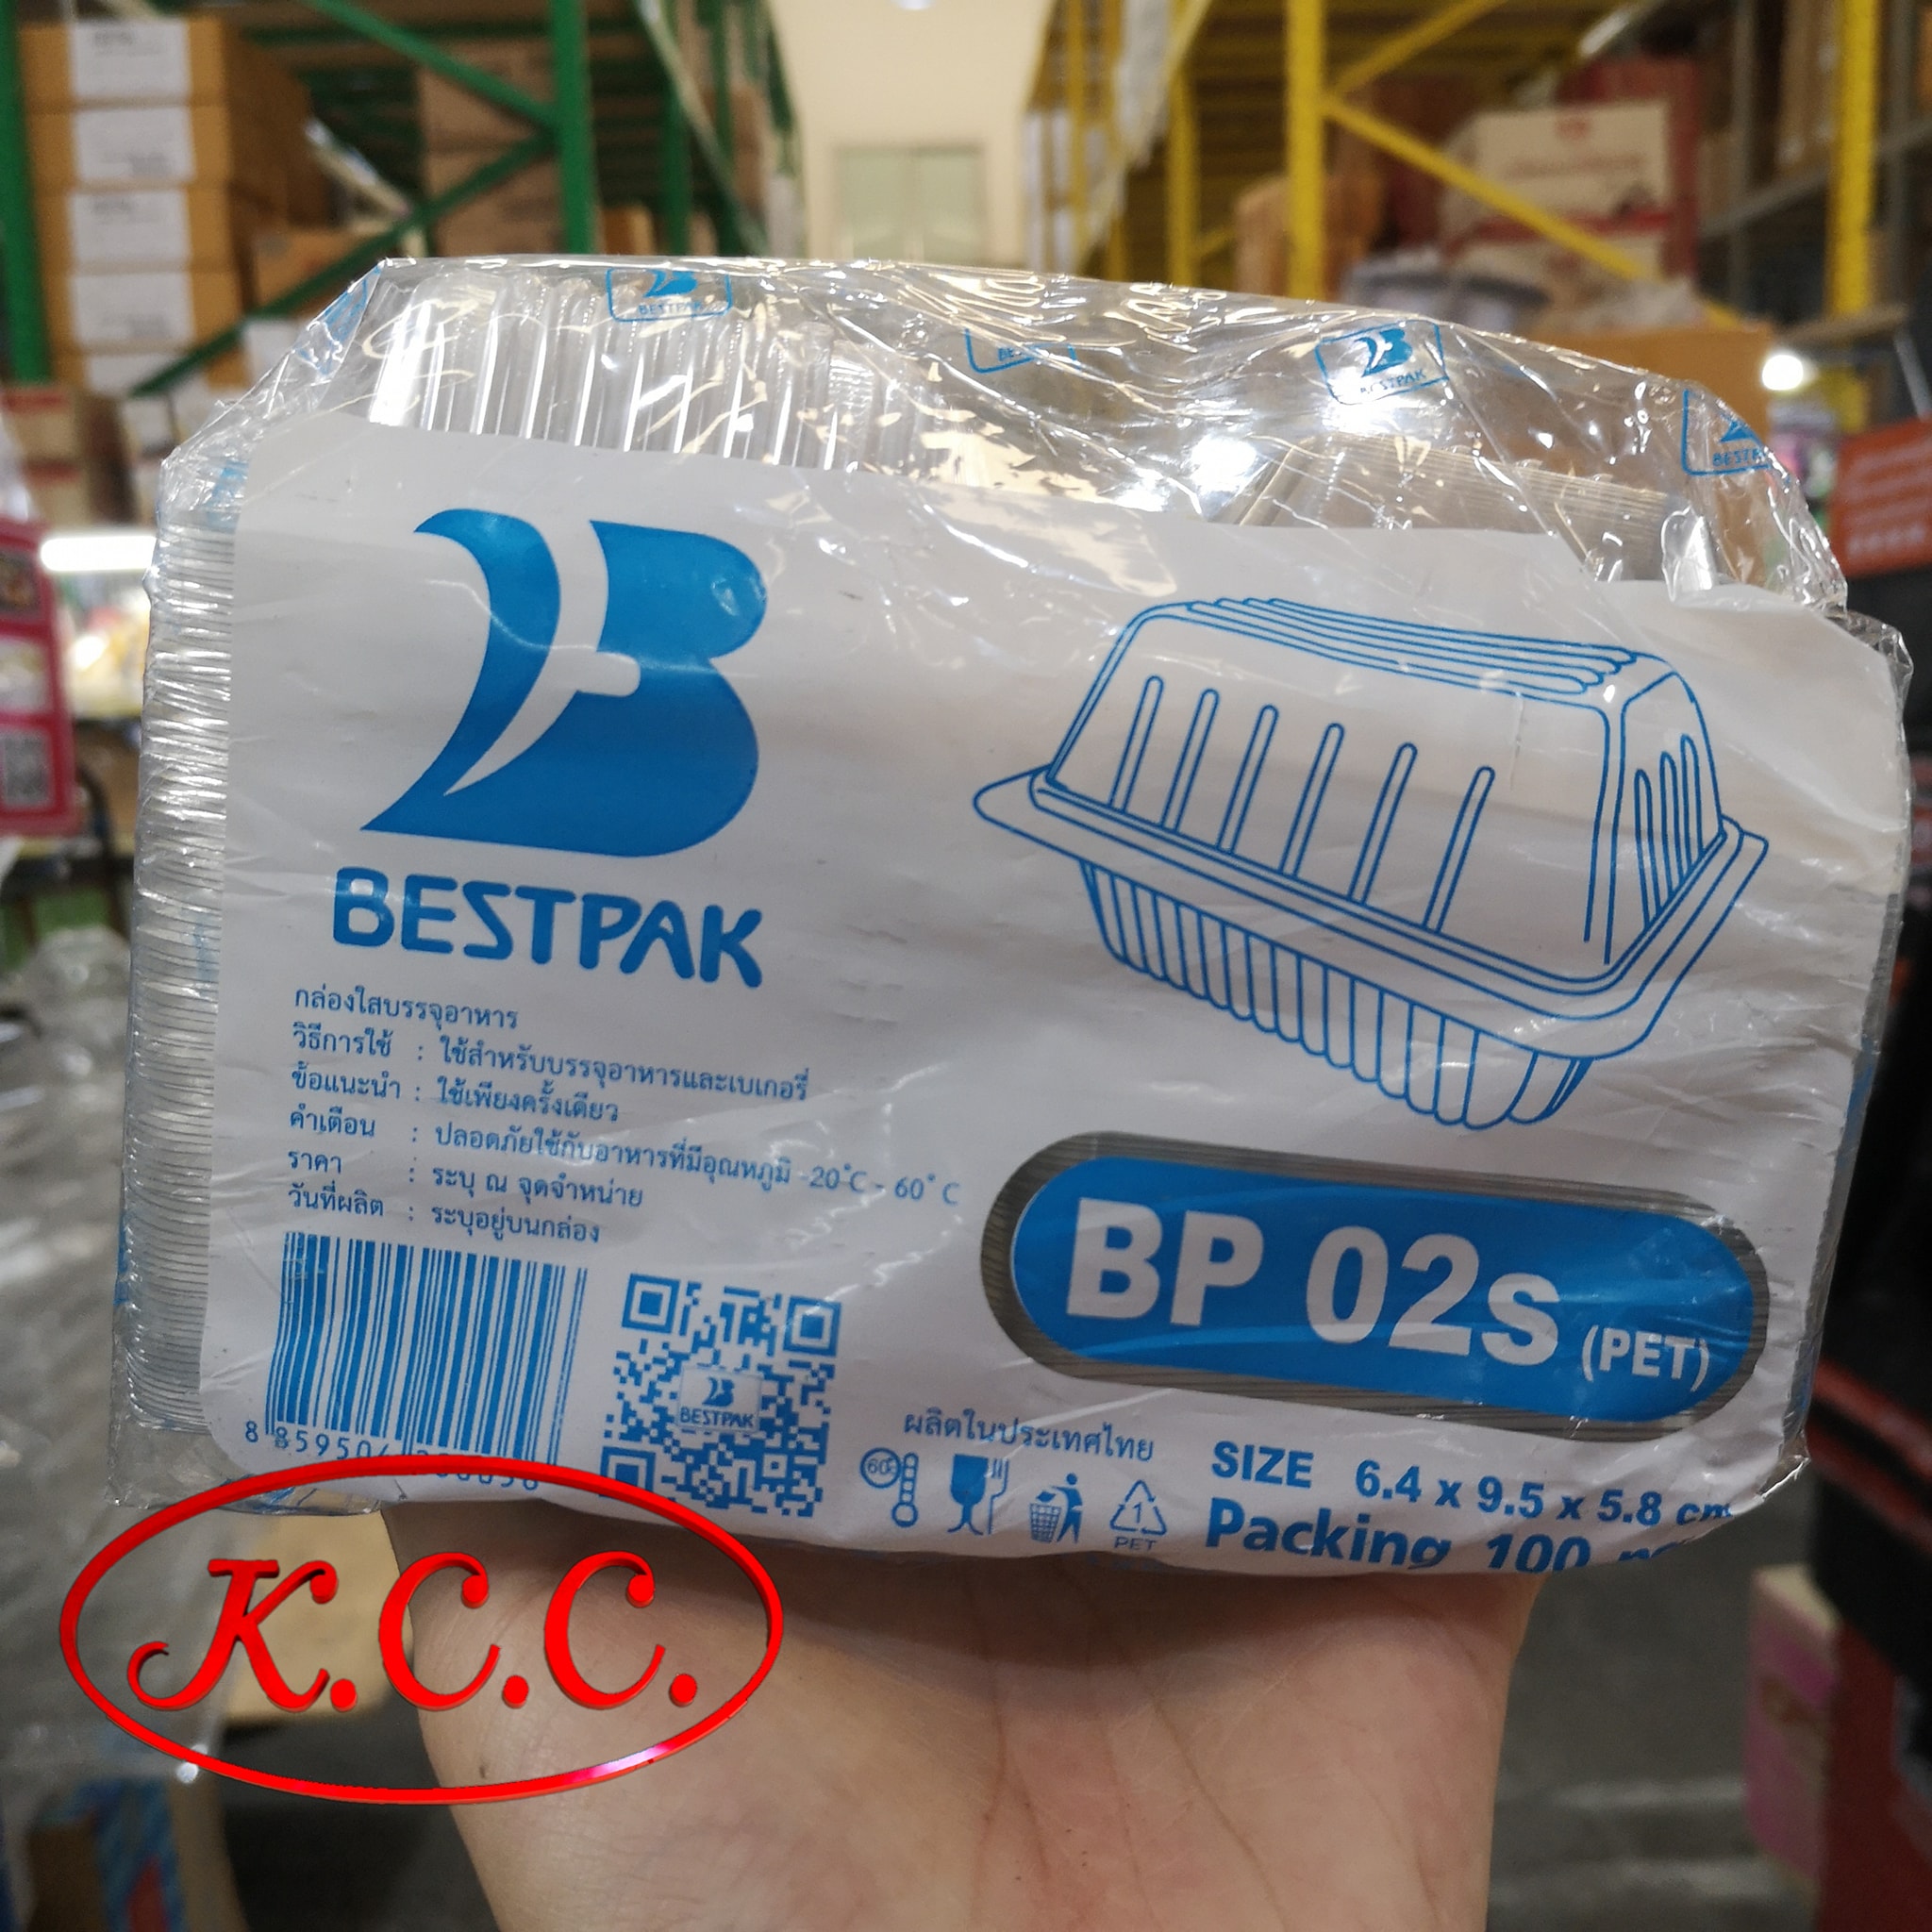 BESTPAK
BESTPAK
BESTPAK
กล่องใสบรรจุอาหาร
วิธีการใช้ : ใช้สำหรับบรรจุอาหารและเบเกอรี่
ข้อแนะนำ : ใช้เพียงครั้งเดียว
คำเตือน : ปลอดภัยใช้กับอาหารที่มีอุณหภูมิ -20°C - 60°C
ราคา : ระบุ ณ จุดจำหน่าย
วันที่ผลิต : ระบุอยู่บนกล่อง
BP 02s (PET)
BESTPAK
ผลิตในประเทศไทย
1
PET
SIZE 6.4 x 9.5 x 5.8 cm
Packing 100
K.C.C.